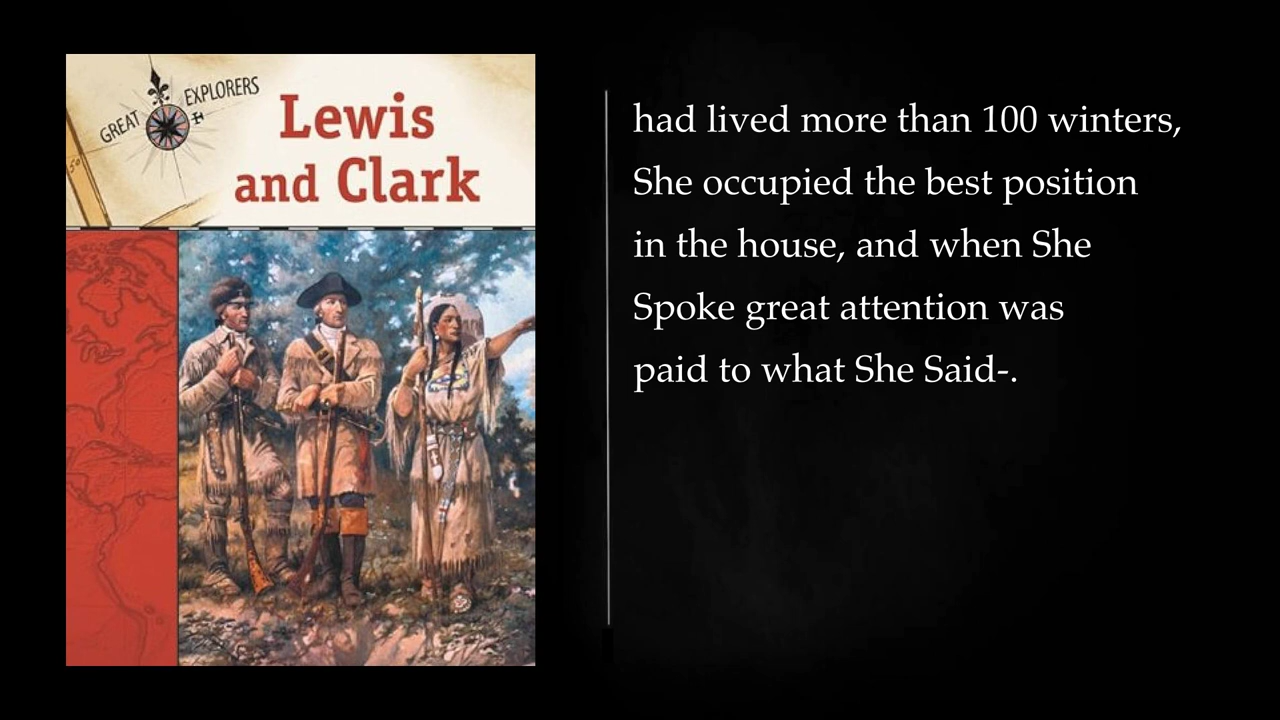 GREAT EXPLORERS
Lewis
and Clark
50
had lived more than 100 winters,
She occupied the best position
in the house, and when She
Spoke great attention was
paid to what She Said-.